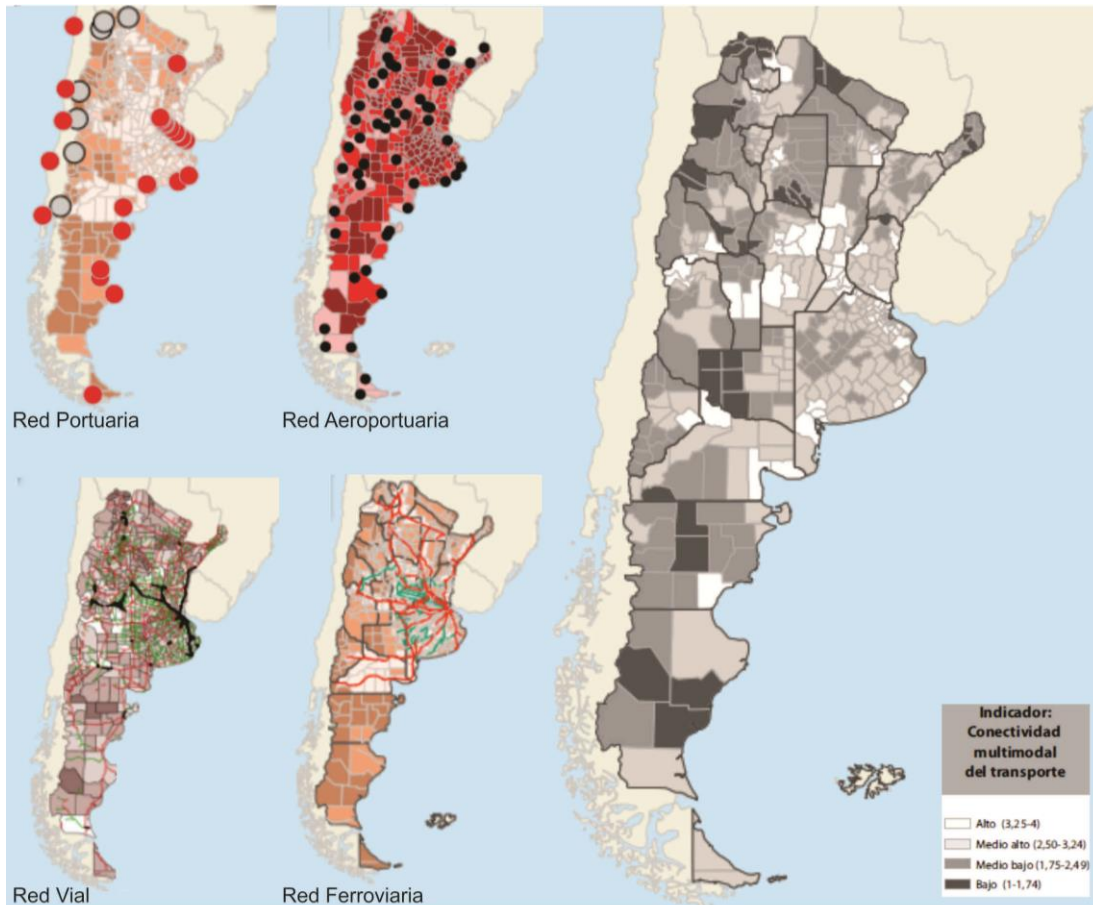 Red Portuaria
Red Aeroportuaria
Red Vial
Red Ferroviaria
Indicador:
Conectividad
multimodal
del transporte
Alto (3,25-4)
Medio alto (2,50-3,24)
Medio bajo (1,75-2,49)
Bajo (1-1,74)